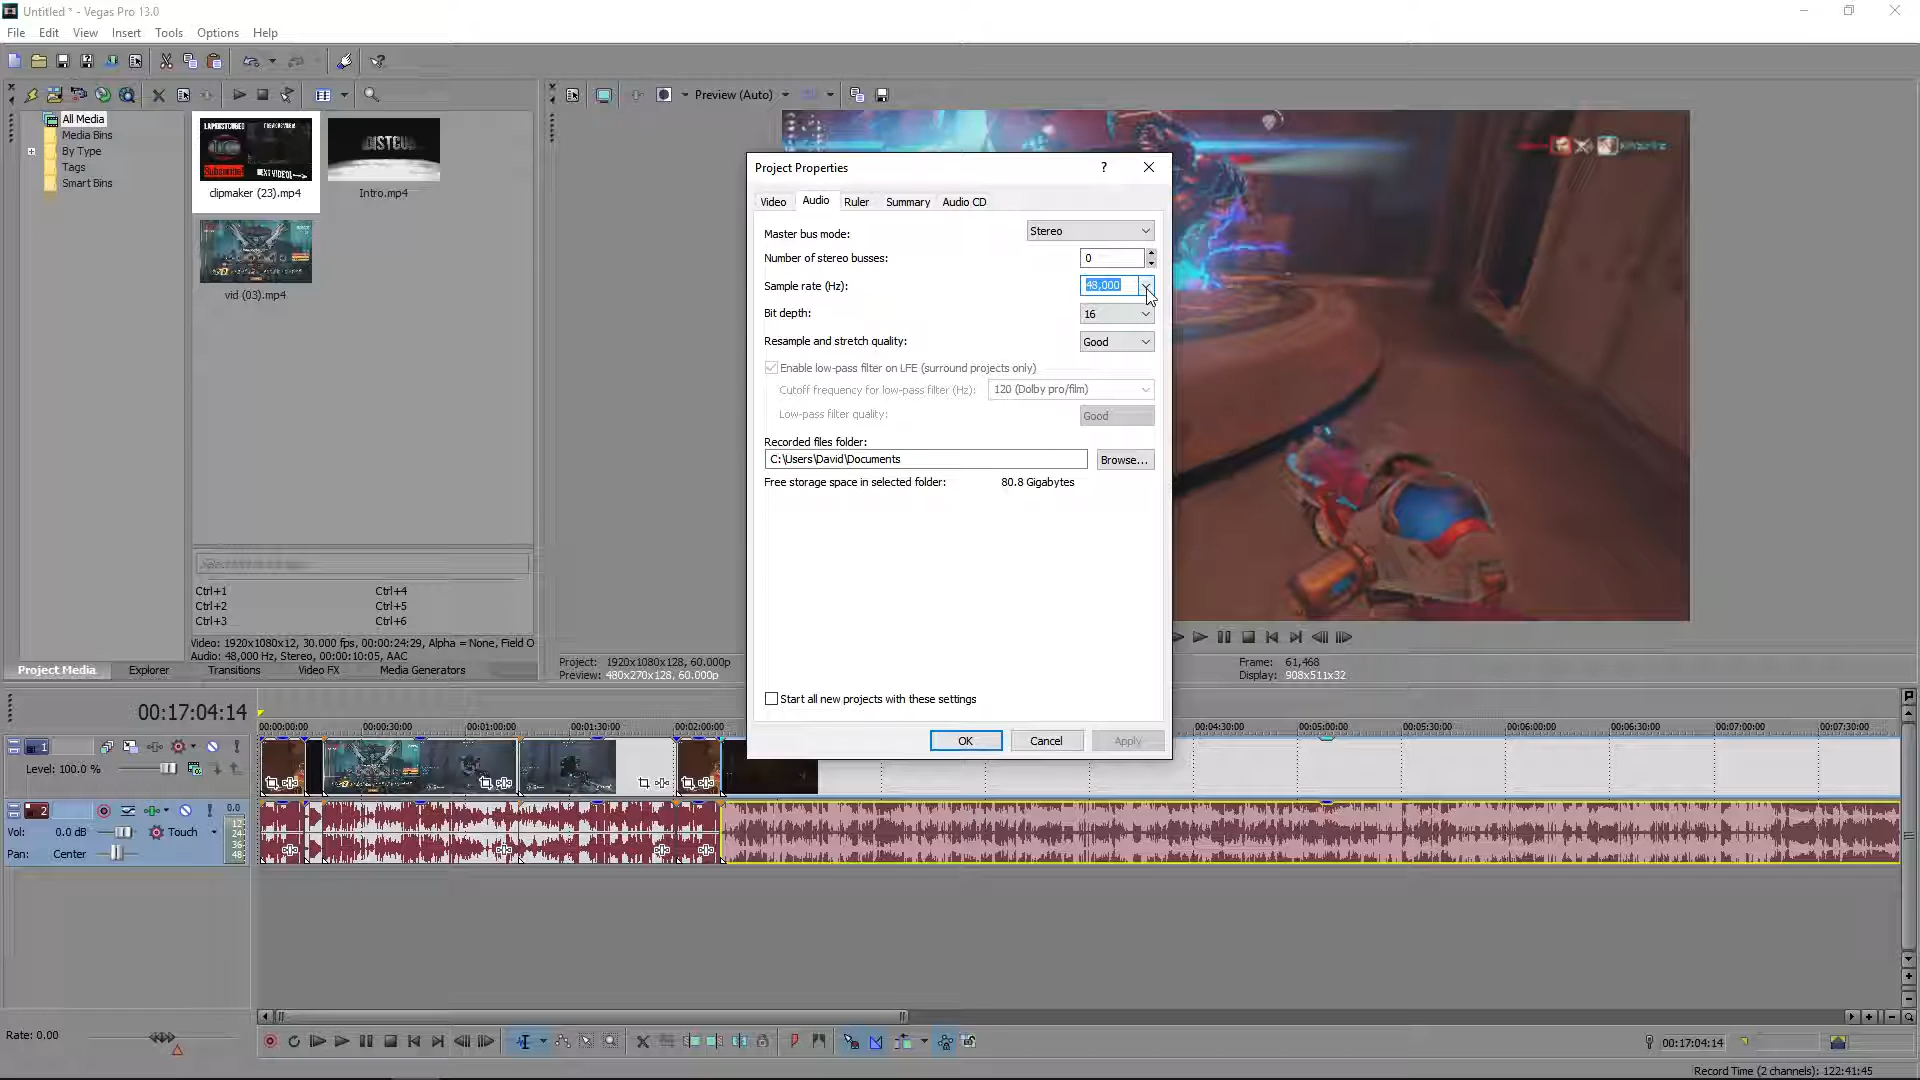 Untitled * - Vegas Pro 13.0
File Edit View Insert Tools Options Help
Preview (Auto)
All Media
Media Bins
By Type
Tags
Smart Bins
Subscribe
NEXT VIDEO!
clipmaker (23).mp4
Intro.mp4
vid (03).mp4
Ctrl+1 Ctrl+4
Ctrl+2 Ctrl+5
Ctrl+3 Ctrl+6
Video: 1920x1080x12, 30.000 fps, 00:00:24:29, Alpha = None, Field O
Audio: 48,000 Hz, Stereo, 00:00:10:05, AAC
Project Media Explorer Transitions Video FX Media Generators
Project: 1920x1080x128, 60.000p
Preview: 480x270x128, 60.000p
Frame: 61,468
Display: 908x511x32
Project Properties
Video Audio Ruler Summary Audio CD
Master bus mode: Stereo
Number of stereo busses: 0
Sample rate (Hz): 48,000
Bit depth: 16
Resample and stretch quality: Good
Enable low-pass filter on LFE (surround projects only)
Cutoff frequency for low-pass filter (Hz): 120 (Dolby pro/film)
Low-pass filter quality: Good
Recorded files folder:
C:\Users\David\Documents Browse...
Free storage space in selected folder: 80.8 Gigabytes
Start all new projects with these settings
OK Cancel Apply
00:17:04:14
00:00:00:00 00:00:30:00 00:01:00:00 00:01:30:00 00:02:00:00 00:04:30:00 00:05:00:00 00:05:30:00 00:06:00:00 00:06:30:00 00:07:00:00 00:07:30:00
1
Level: 100.0 %
2
0.0
12
24
36
48
Vol: 0.0 dB Touch
Pan: Center
Rate: 0.00
00:17:04:14
Record Time (2 channels): 122:41:45